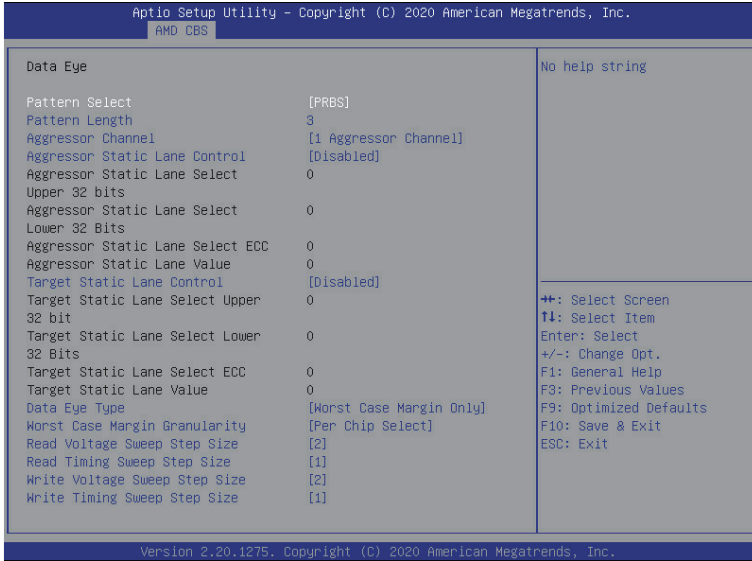 Aptio Setup Utility – Copyright (C) 2020 American Megatrends, Inc.
AMD CBS
Data Eye
No help string
Pattern Select [PRBS]
Pattern Length 3
Aggressor Channel [1 Aggressor Channel]
Aggressor Static Lane Control [Disabled]
Aggressor Static Lane Select 0
Upper 32 bits
Aggressor Static Lane Select 0
Lower 32 Bits
Aggressor Static Lane Select ECC 0
Aggressor Static Lane Value 0
Target Static Lane Control [Disabled]
Target Static Lane Select Upper 0
32 bit
Target Static Lane Select Lower 0
32 Bits
Target Static Lane Select ECC 0
Target Static Lane Value 0
Data Eye Type [Worst Case Margin Only]
Worst Case Margin Granularity [Per Chip Select]
Read Voltage Sweep Step Size [2]
Read Timing Sweep Step Size [1]
Write Voltage Sweep Step Size [2]
Write Timing Sweep Step Size [1]
→←: Select Screen
↑↓: Select Item
Enter: Select
+/-: Change Opt.
F1: General Help
F3: Previous Values
F9: Optimized Defaults
F10: Save & Exit
ESC: Exit
Version 2.20.1275. Copyright (C) 2020 American Megatrends, Inc.